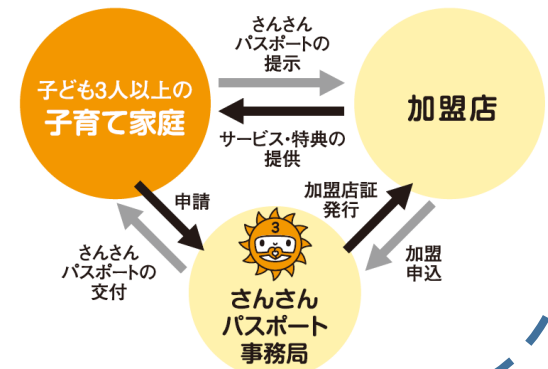 さんさん
パスポートの
提示
子ども3人以上の
子育て家庭
加盟店
サービス・特典の
提供
申請
加盟店証
発行
さんさん
パスポートの
交付
加盟
申込
3
さんさん
パスポート
事務局